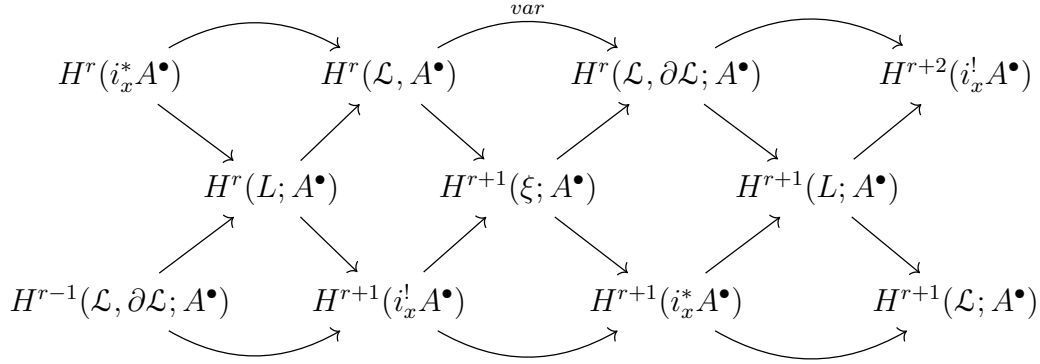 var
H^r(i_x^*A^•) H^r(ℒ, A^•) H^r(ℒ, ∂ℒ; A^•) H^{r+2}(i_x^!A^•)
H^r(L; A^•) H^{r+1}(ξ; A^•) H^{r+1}(L; A^•)
H^{r−1}(ℒ, ∂ℒ; A^•) H^{r+1}(i_x^!A^•) H^{r+1}(i_x^*A^•) H^{r+1}(ℒ; A^•)